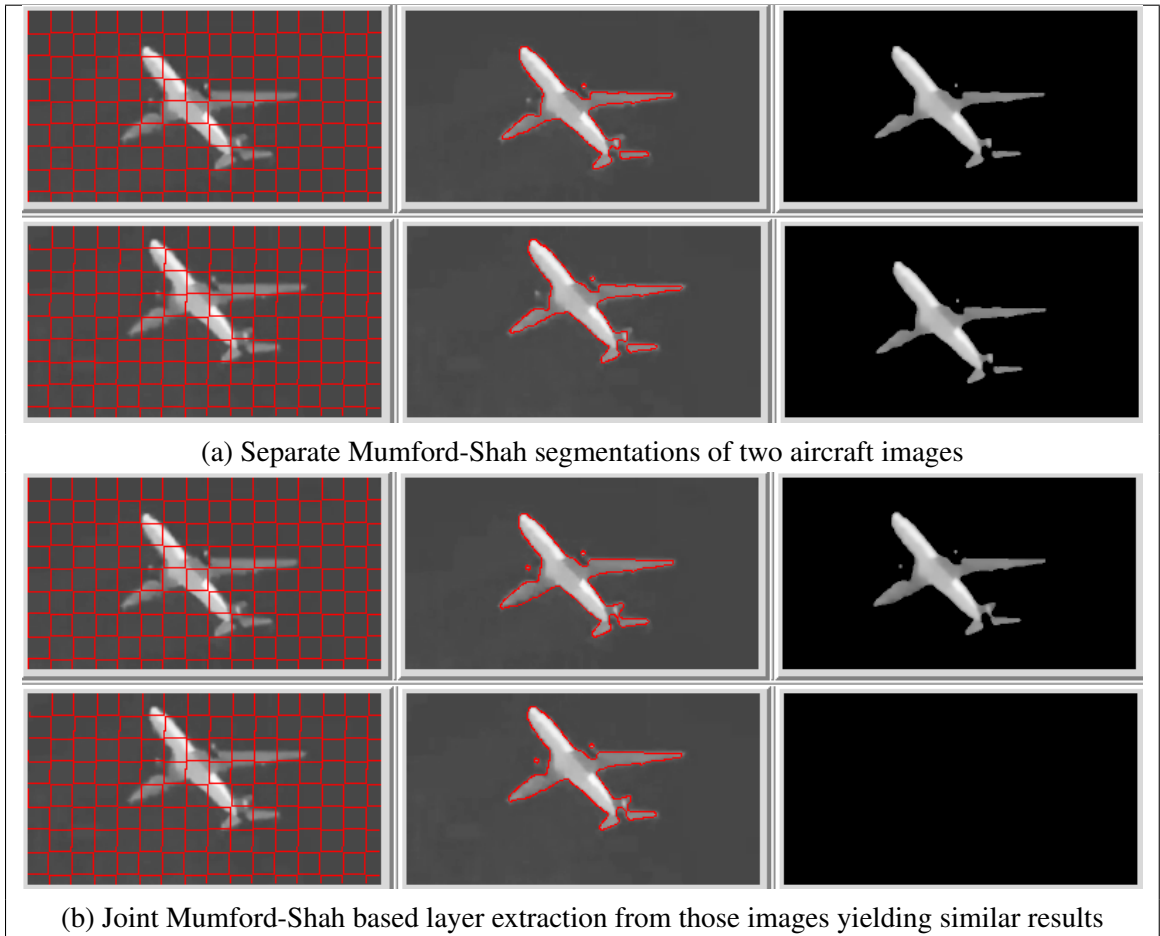 (a) Separate Mumford-Shah segmentations of two aircraft images
(b) Joint Mumford-Shah based layer extraction from those images yielding similar results